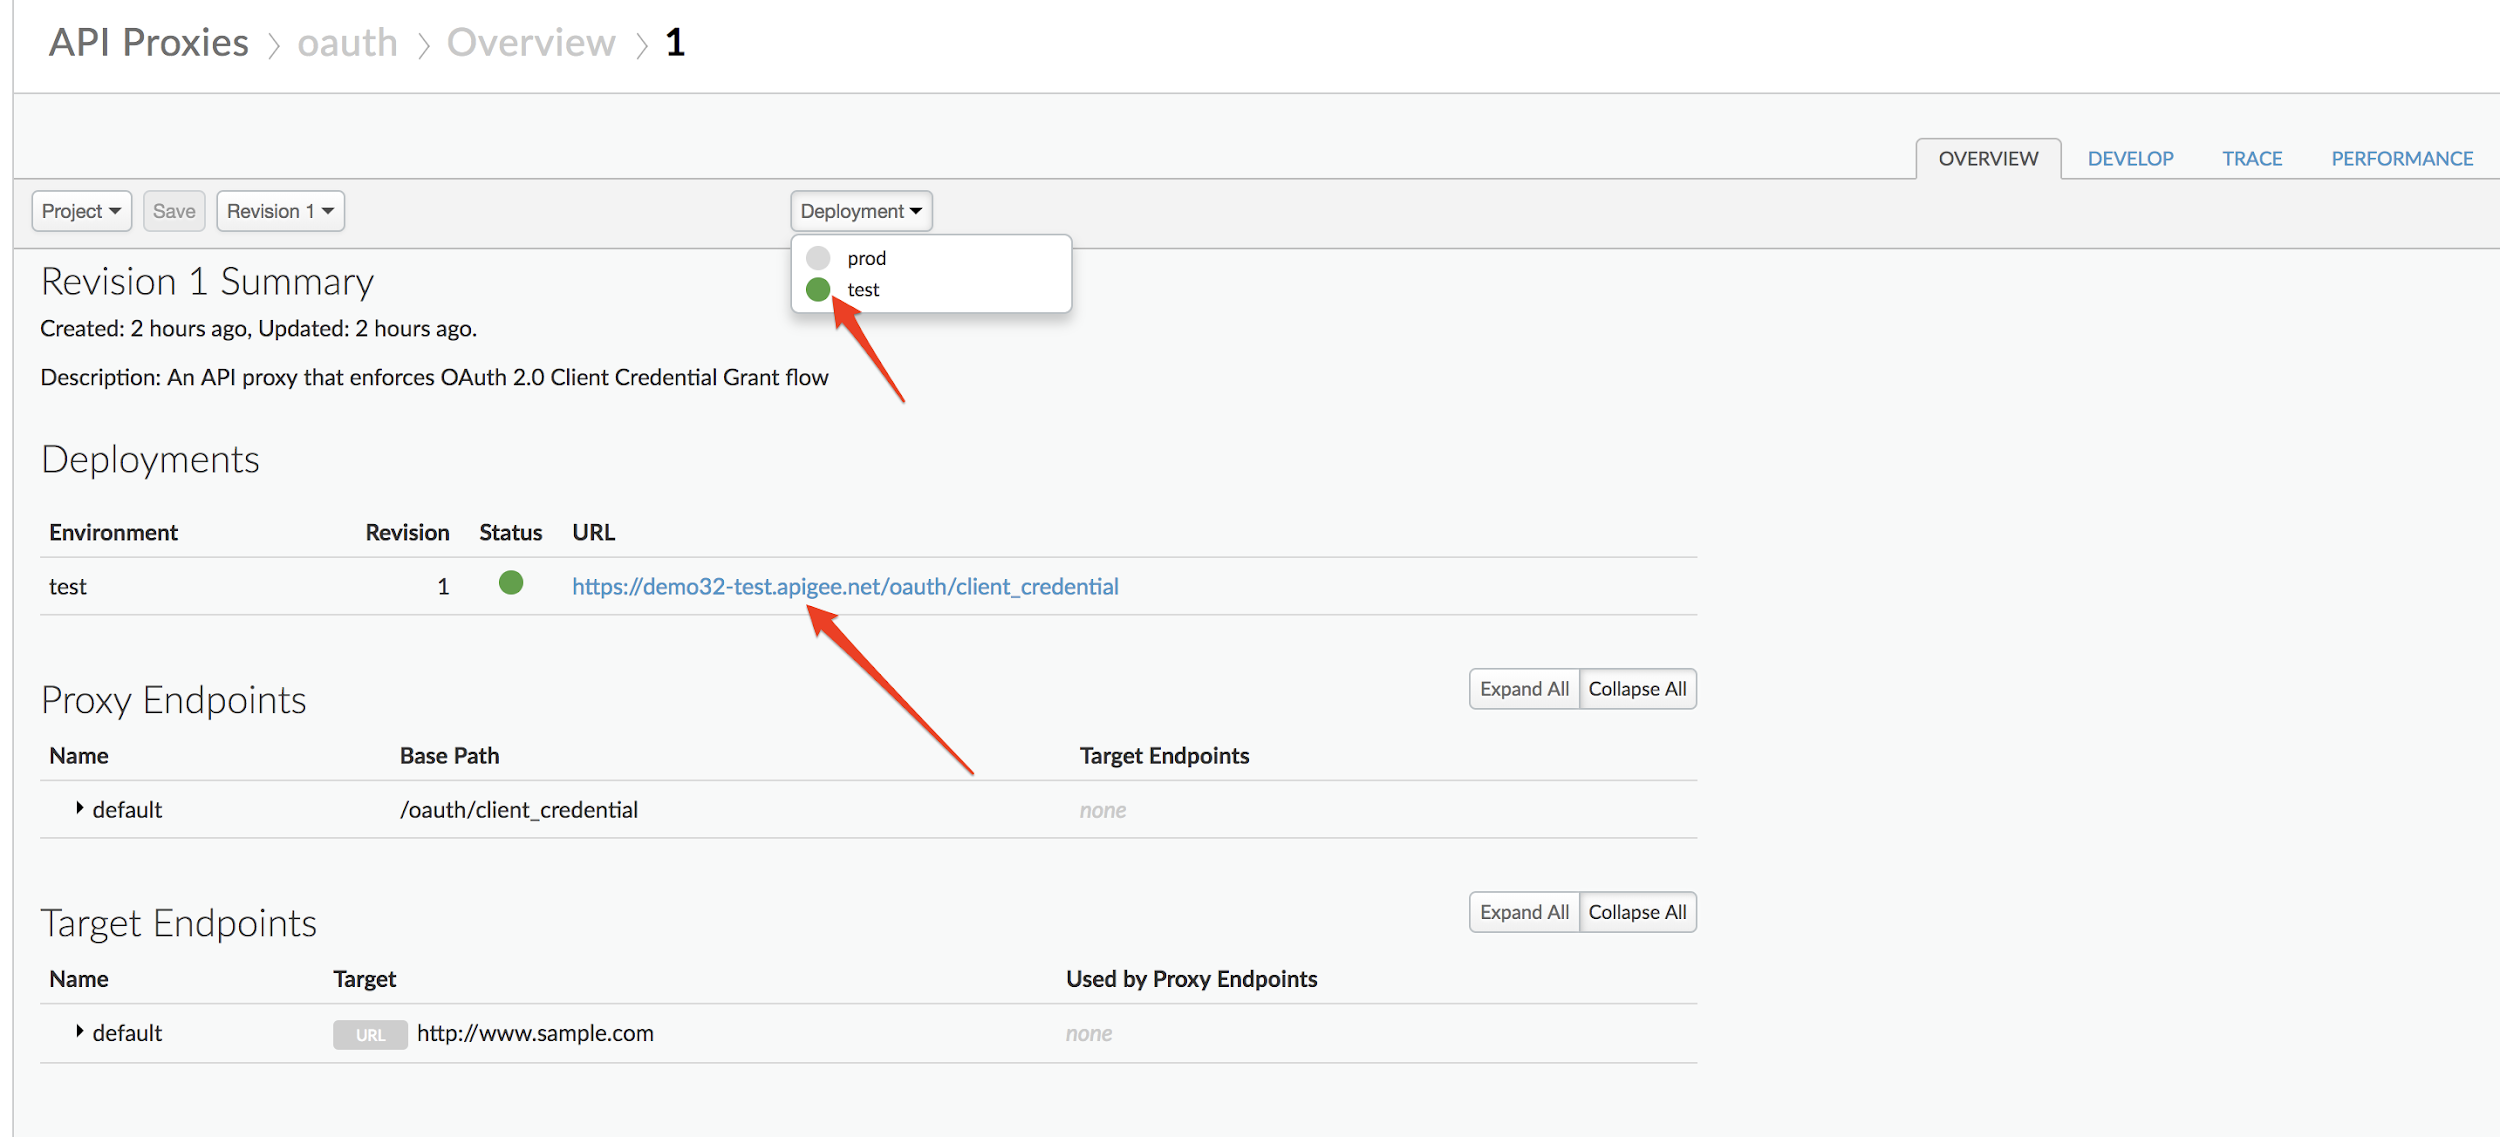 API Proxies > oauth > Overview > 1
OVERVIEW DEVELOP TRACE PERFORMANCE
Project Save Revision 1 Deployment
prod
test
Revision 1 Summary
Created: 2 hours ago, Updated: 2 hours ago.
Description: An API proxy that enforces OAuth 2.0 Client Credential Grant flow
Deployments
Environment Revision Status URL
test 1 https://demo32-test.apigee.net/oauth/client_credential
Proxy Endpoints
Expand All Collapse All
Name Base Path Target Endpoints
default /oauth/client_credential none
Target Endpoints
Expand All Collapse All
Name Target Used by Proxy Endpoints
default URL http://www.sample.com none